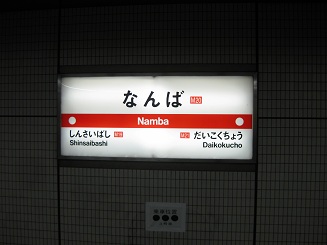 なんば M20
Namba
しんさいばし M19 M21 だいこくちょう
Shinsaibashi Daikokucho